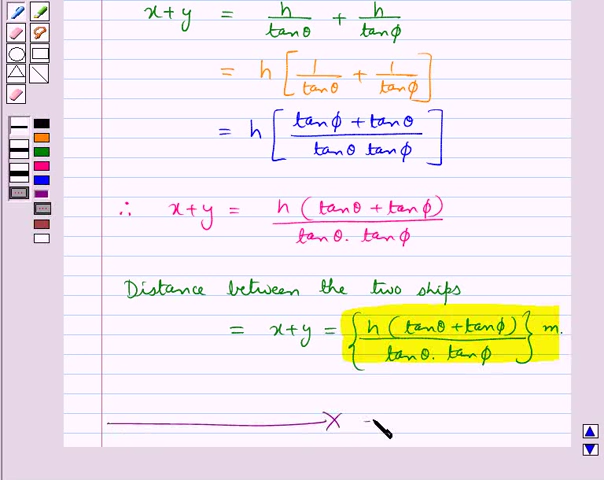 x+y = h/tanθ + h/tanϕ
= h [ 1/tanθ + 1/tanϕ ]
= h [ (tanϕ + tanθ)/(tanθ tanϕ) ]
∴ x+y = h (tanθ + tanϕ)/(tanθ. tanϕ)
Distance between the two ships
= x+y = { h (tanθ + tanϕ)/(tanθ. tanϕ) } m.